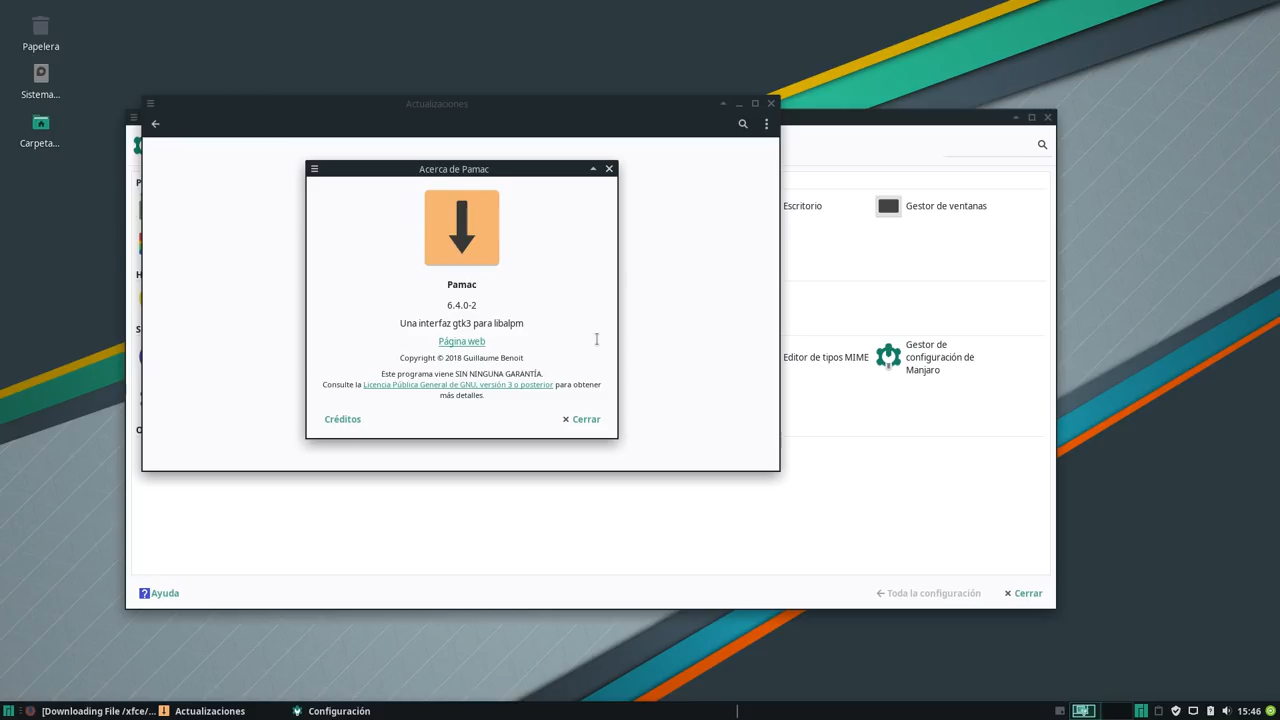 Papelera
Sistema...
Carpeta...
Actualizaciones
Acerca de Pamac
Pamac
6.4.0-2
Una interfaz gtk3 para libalpm
Página web
Copyright © 2018 Guillaume Benoit
Este programa viene SIN NINGUNA GARANTÍA.
Consulte la Licencia Pública General de GNU, versión 3 o posterior para obtener
más detalles.
Créditos
Cerrar
P
H
S
O
Escritorio
Gestor de ventanas
Editor de tipos MIME
Gestor de
configuración de
Manjaro
Ayuda
Toda la configuración
Cerrar
[Downloading File /xfce/...
Actualizaciones
Configuración
15:46